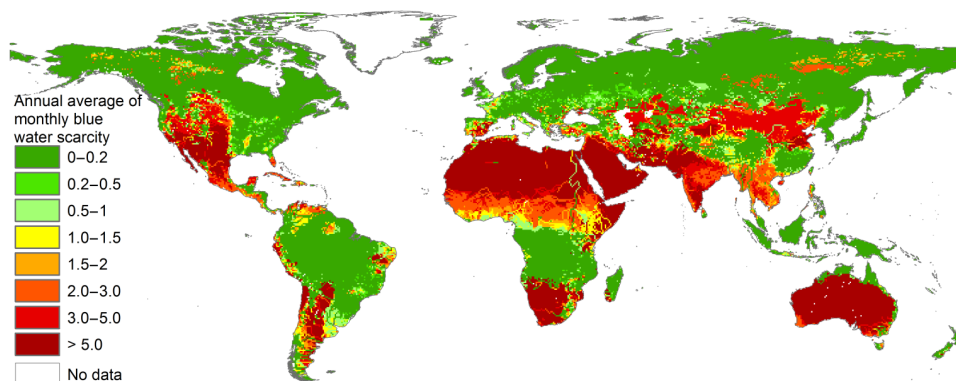 Annual average of
monthly blue
water scarcity
0–0.2
0.2–0.5
0.5–1
1.0–1.5
1.5–2
2.0–3.0
3.0–5.0
> 5.0
No data